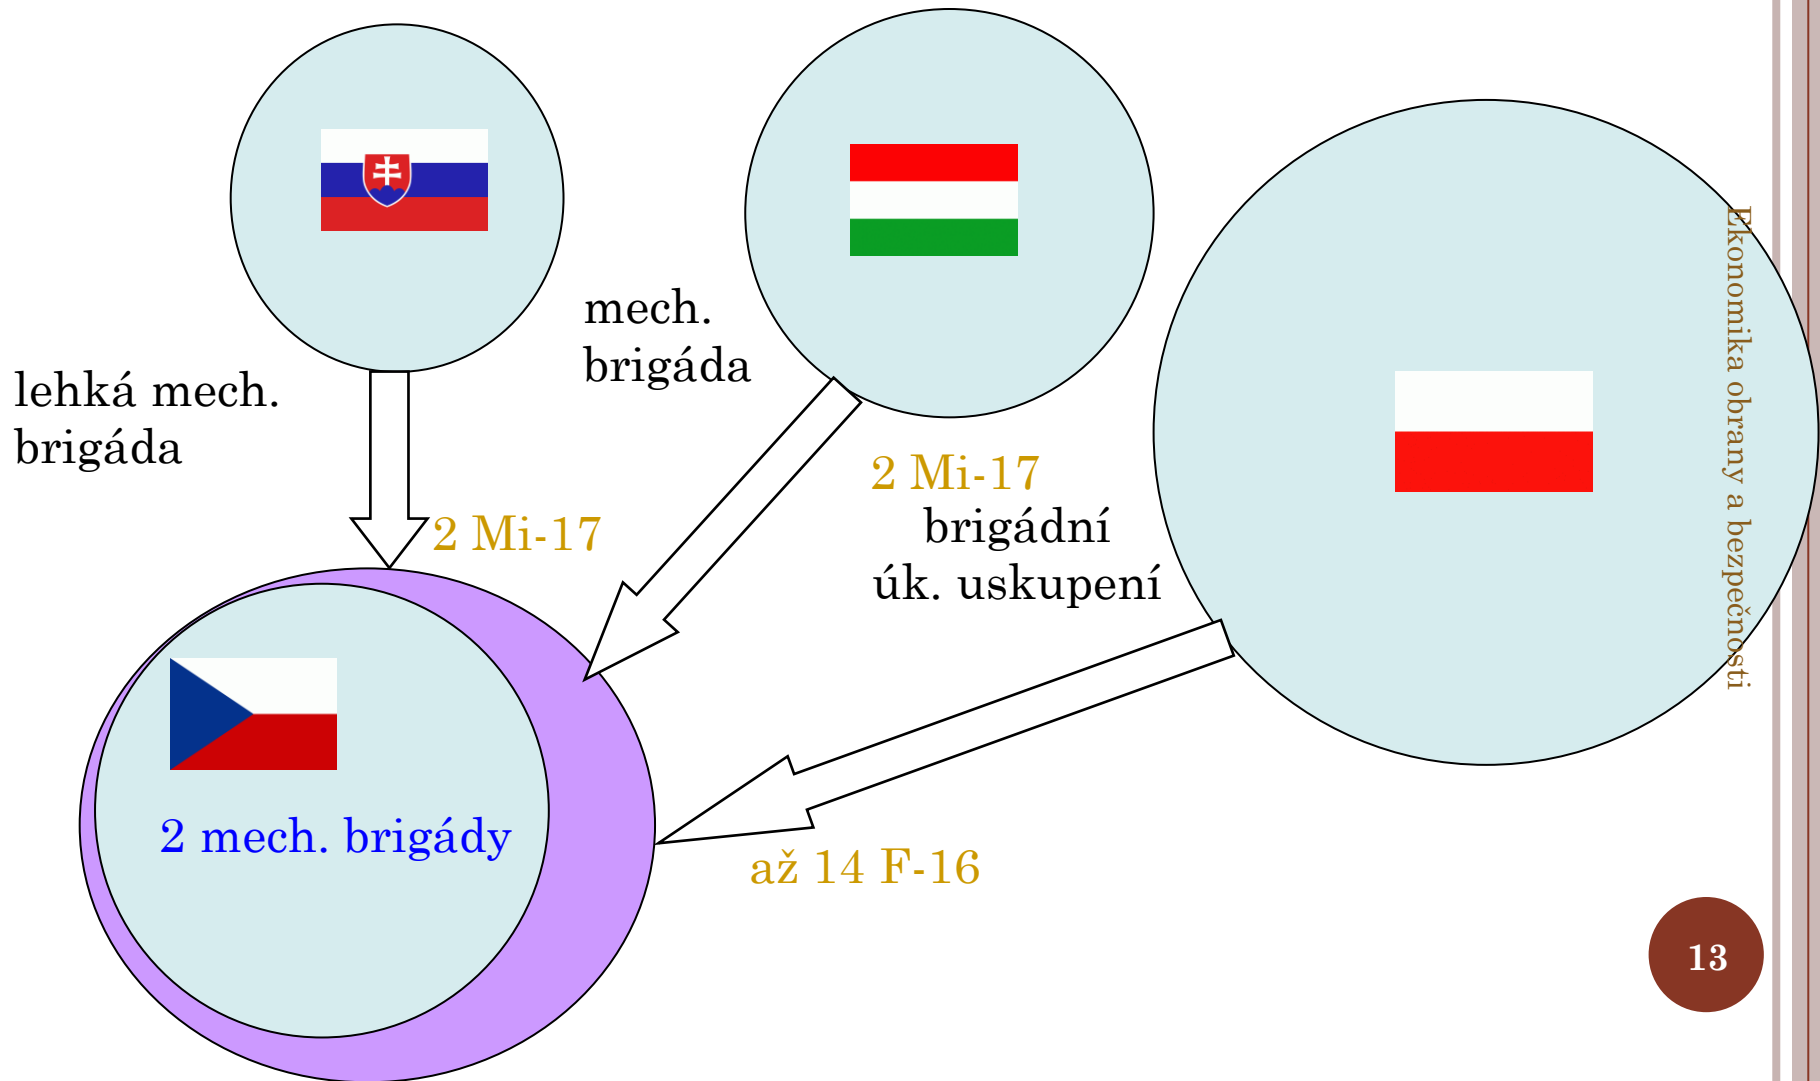 mech.
brigáda
lehká mech.
brigáda
2 Mi-17
2 Mi-17
brigádní
úk. uskupení
2 mech. brigády
až 14 F-16
Ekonomika obrany a bezpečnosti
13